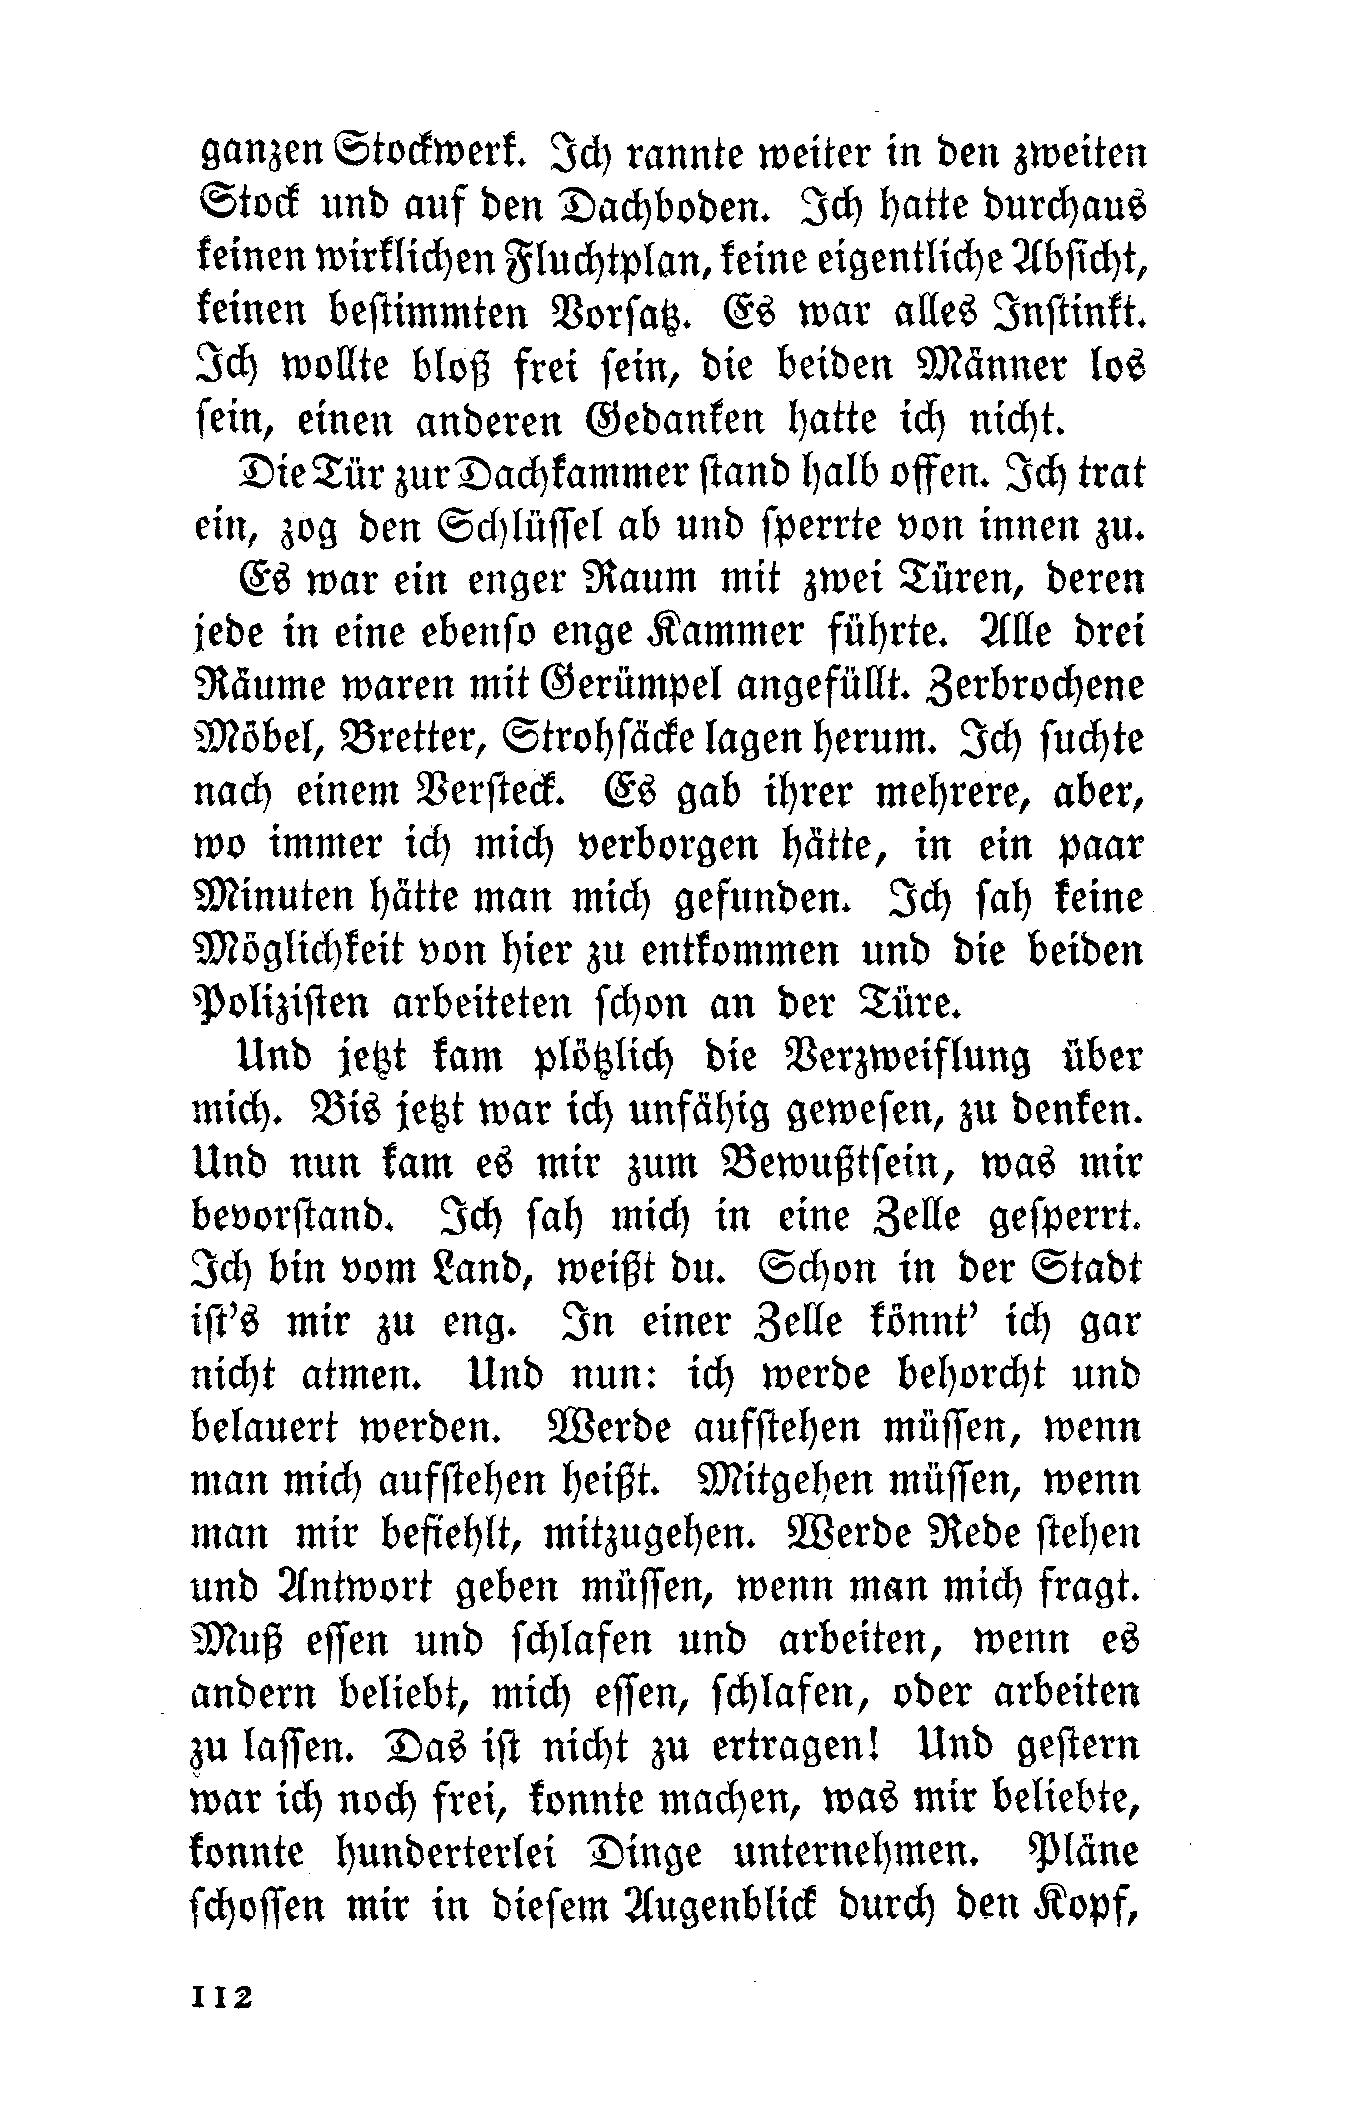 ganzen Stockwerk. Ich rannte weiter in den zweiten
Stock und auf den Dachboden. Ich hatte durchaus
keinen wirklichen Fluchtplan, keine eigentliche Absicht,
keinen bestimmten Vorsatz. Es war alles Instinkt.
Ich wollte bloß frei sein, die beiden Männer los
sein, einen anderen Gedanken hatte ich nicht.
Die Tür zur Dachkammer stand halb offen. Ich trat
ein, zog den Schlüssel ab und sperrte von innen zu.
Es war ein enger Raum mit zwei Türen, deren
jede in eine ebenso enge Kammer führte. Alle drei
Räume waren mit Gerümpel angefüllt. Zerbrochene
Möbel, Bretter, Strohsäcke lagen herum. Ich suchte
nach einem Versteck. Es gab ihrer mehrere, aber,
wo immer ich mich verborgen hätte, in ein paar
Minuten hätte man mich gefunden. Ich sah keine
Möglichkeit von hier zu entkommen und die beiden
Polizisten arbeiteten schon an der Türe.
Und jetzt kam plötzlich die Verzweiflung über
mich. Bis jetzt war ich unfähig gewesen, zu denken.
Und nun kam es mir zum Bewußtsein, was mir
bevorstand. Ich sah mich in eine Zelle gesperrt.
Ich bin vom Land, weißt du. Schon in der Stadt
ist's mir zu eng. In einer Zelle könnt' ich gar
nicht atmen. Und nun: ich werde behorcht und
belauert werden. Werde aufstehen müssen, wenn
man mich aufstehen heißt. Mitgehen müssen, wenn
man mir befiehlt, mitzugehen. Werde Rede stehen
und Antwort geben müssen, wenn man mich fragt.
Muß essen und schlafen und arbeiten, wenn es
andern beliebt, mich essen, schlafen, oder arbeiten
zu lassen. Das ist nicht zu ertragen! Und gestern
war ich noch frei, konnte machen, was mir beliebte,
konnte hunderterlei Dinge unternehmen. Pläne
schossen mir in diesem Augenblick durch den Kopf,
112